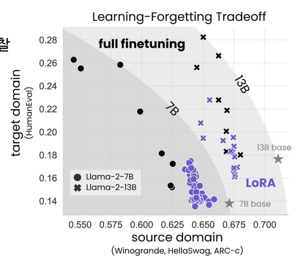 Learning-Forgetting Tradeoff
full finetuning
7B
13B
LoRA
13B base
7B base
Llama-2-7B
Llama-2-13B
target domain
(HumanEval)
0.28
0.26
0.24
0.22
0.20
0.18
0.16
0.14
0.550 0.575 0.600 0.625 0.650 0.675 0.700
source domain
(Winogrande, HellaSwag, ARC-c)